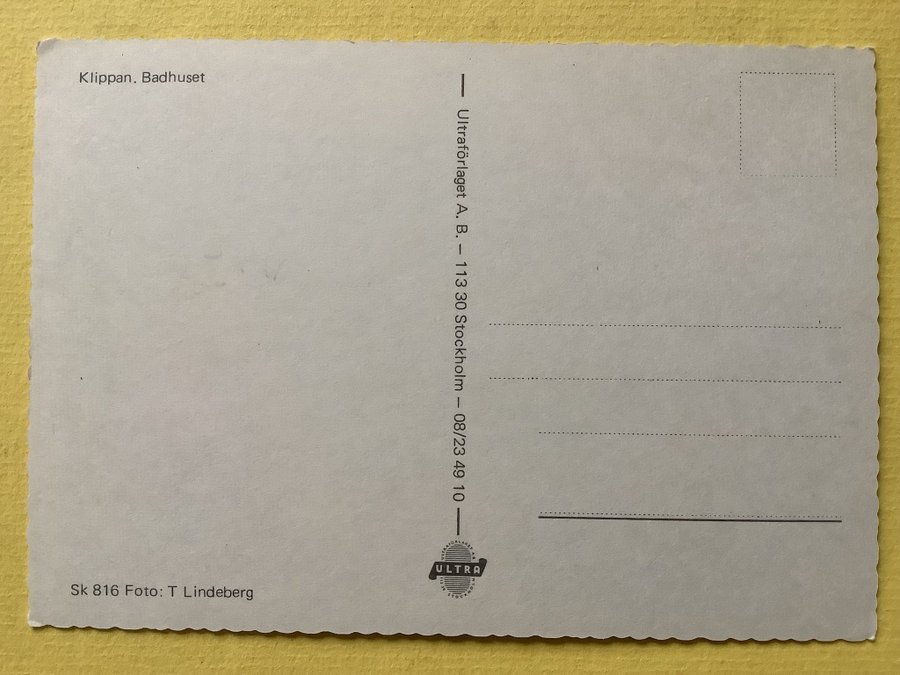 Klippan. Badhuset
Ultraförlaget A. B. – 113 30 Stockholm – 08/23 49 10
ULTRA
Sk 816 Foto: T Lindeberg